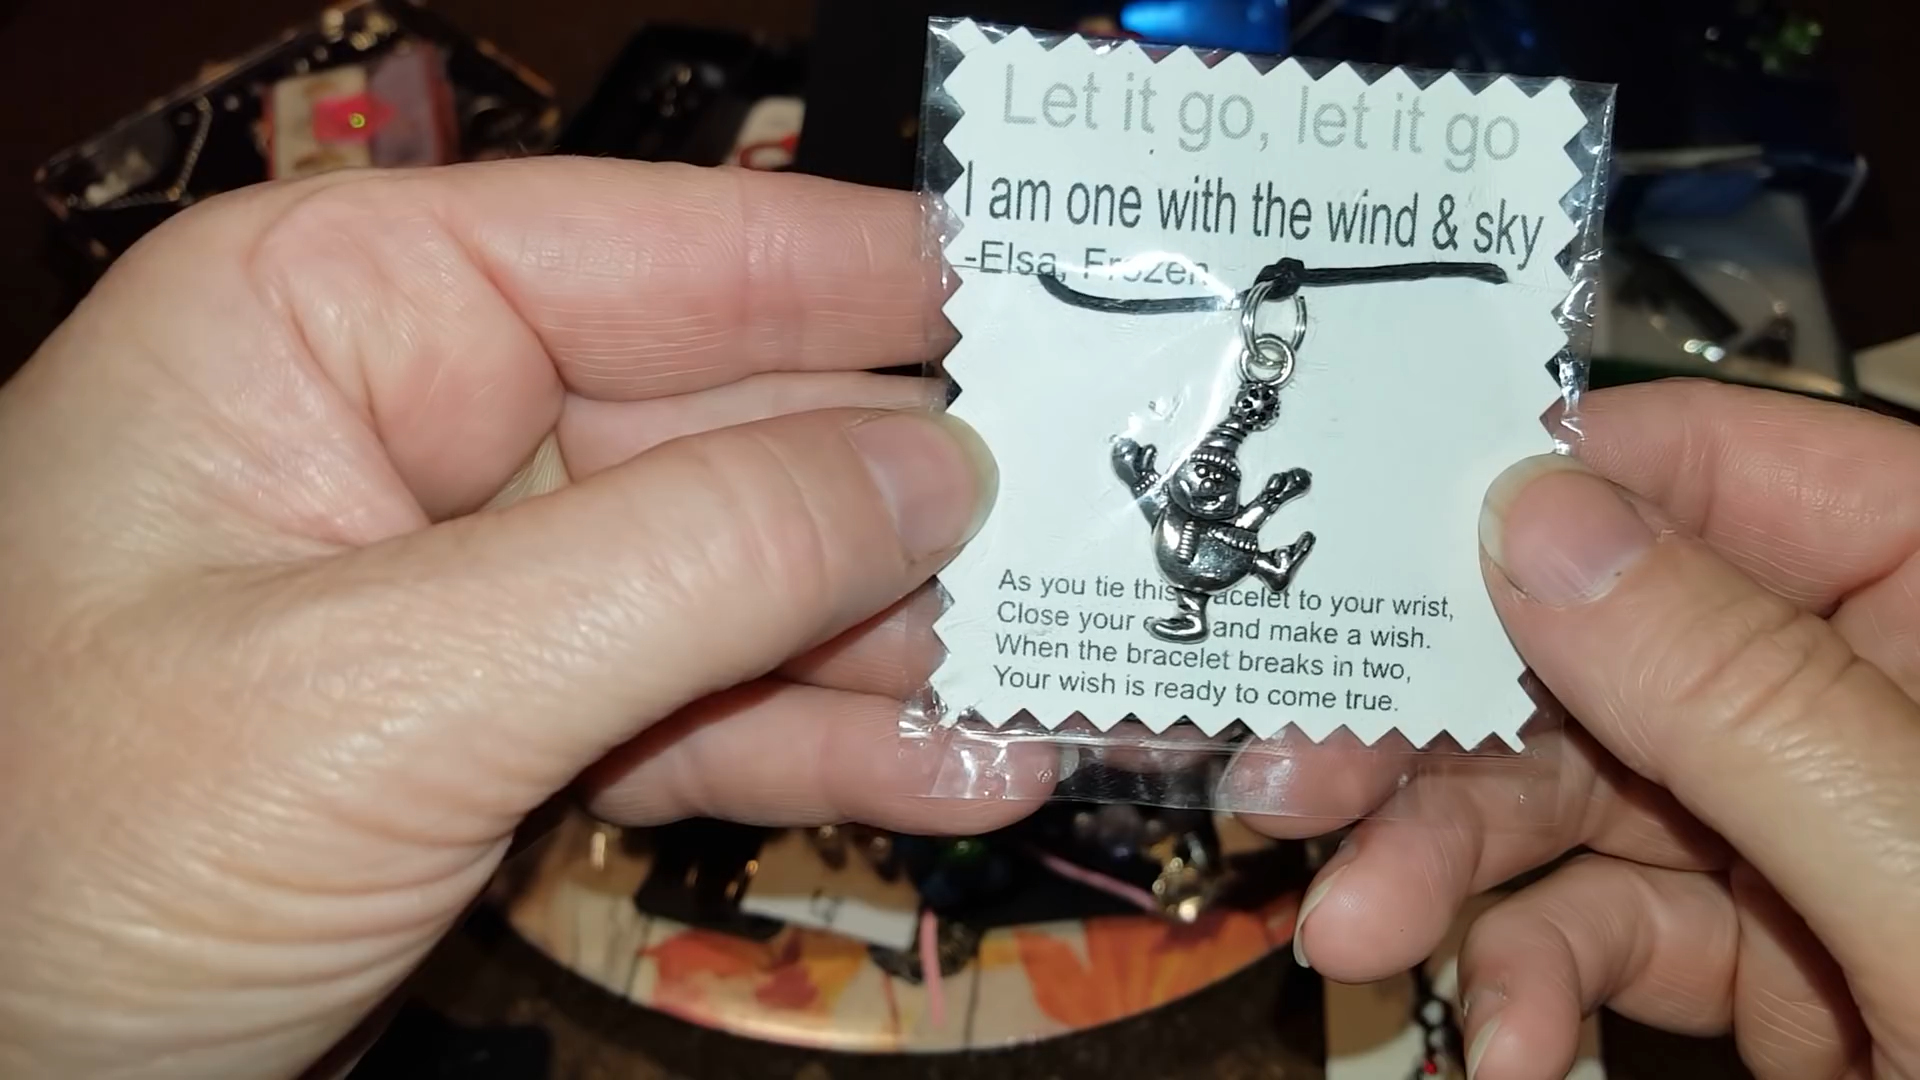 Let it go, let it go
I am one with the wind & sky
-Elsa, Frozen
As you tie this acelet to your wrist,
Close your and make a wish.
When the bracelet breaks in two,
Your wish is ready to come true.